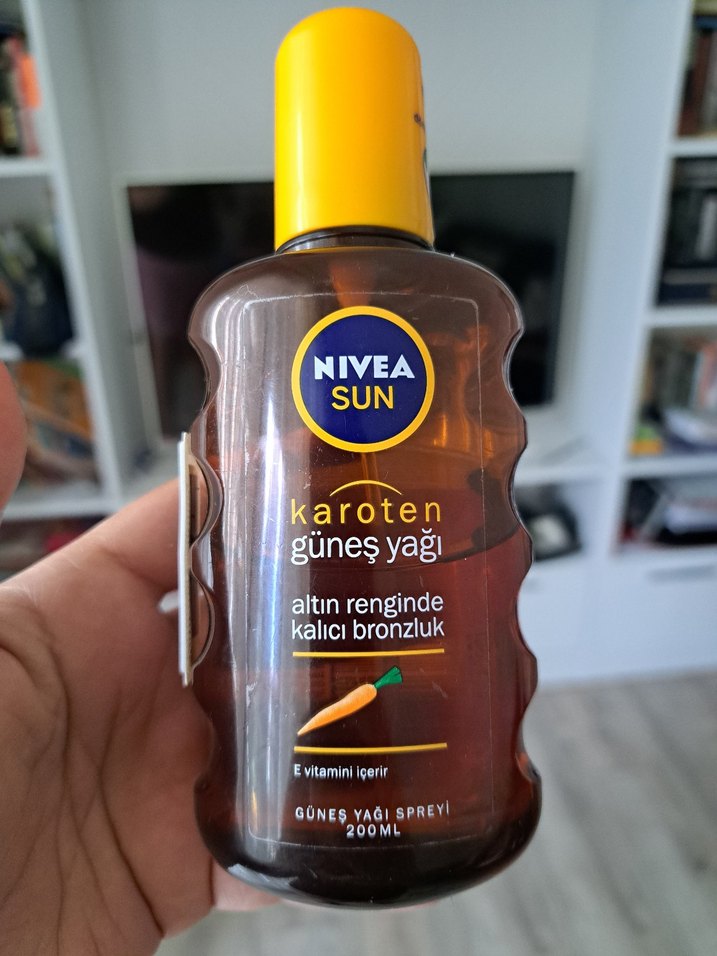 NIVEA
SUN
karoten
güneş yağı
altın renginde
kalıcı bronzluk
E vitamini içerir
GÜNEŞ YAĞI SPREYİ
200ML